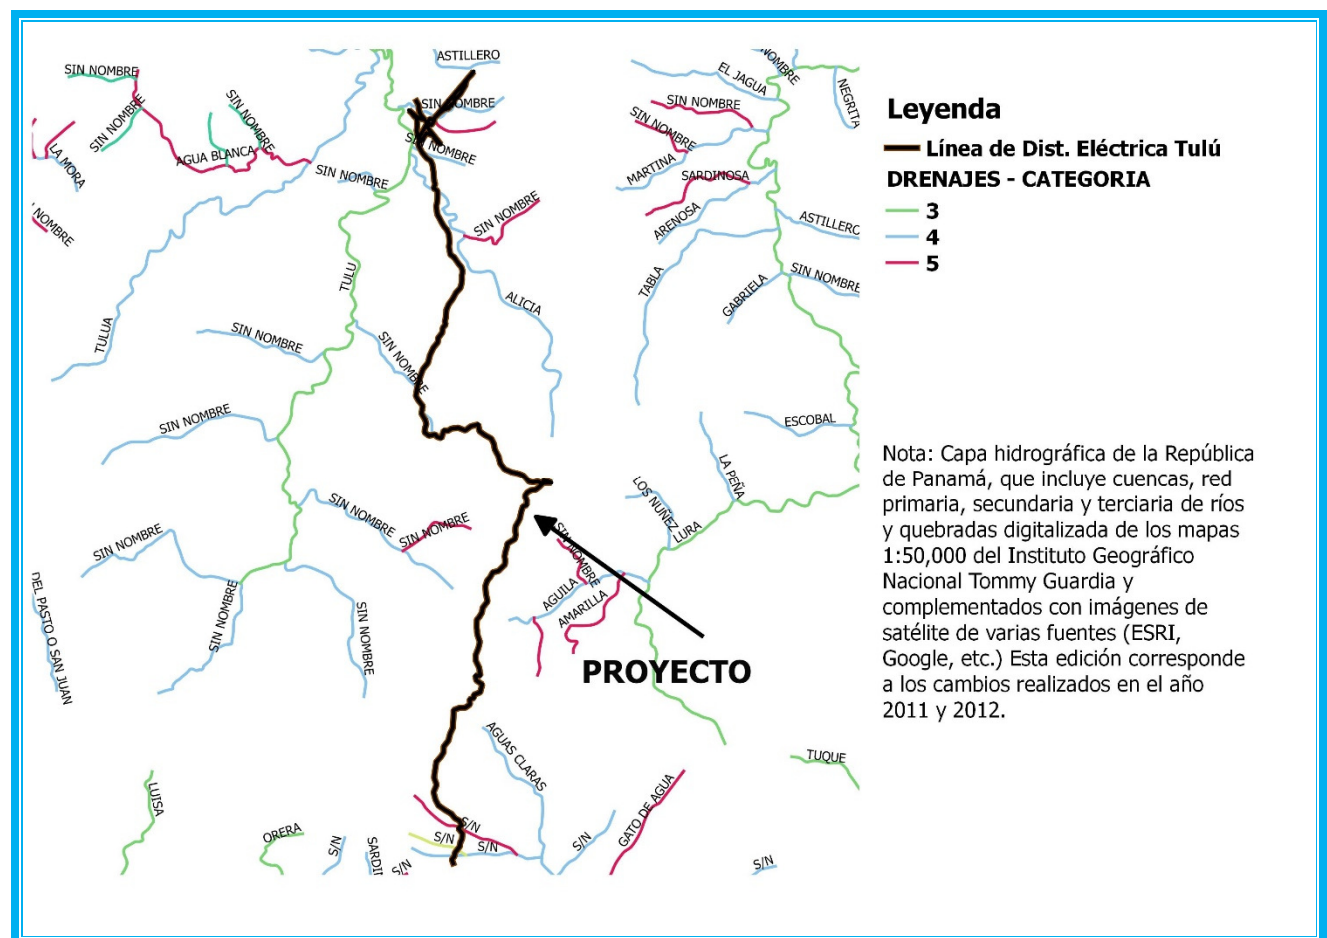 ASTILLERO
NOMBRE
SIN NOMBRE
EL JAGUA
NEGRITA
SIN NOMBRE
SIN NOMBRE
SIN NOMBRE
SIN NOMBRE
SIN NOMBRE
LA MORA
AGUA BLANCA
SIN NOMBRE
SIN NOMBRE
MARTINA
SARDINOSA
SIN NOMBRE
NOMBRE
SIN NOMBRE
ARENOSA
ASTILLERO
TULU
TABLA
GABRIELA
SIN NOMBRE
ALICIA
TULUA
SIN NOMBRE
SIN NOMBRE
SIN NOMBRE
ESCOBAL
LA PEÑA
LOS NUÑEZ
SIN NOMBRE
SIN NOMBRE
SIN NOMBRE
LURA
SIN NOMBRE
AGUILA
AMARILLA
DEL PASTO O SAN JUAN
SIN NOMBRE
SIN NOMBRE
PROYECTO
AGUAS CLARAS
TUQUE
LUISA
GATO DE AGUA
ORERA
S/N
S/N
S/N
S/N
S/N
SARDI
S/N
S/N
Leyenda
Línea de Dist. Eléctrica Tulú
DRENAJES - CATEGORIA
3
4
5
Nota: Capa hidrográfica de la República
de Panamá, que incluye cuencas, red
primaria, secundaria y terciaria de ríos
y quebradas digitalizada de los mapas
1:50,000 del Instituto Geográfico
Nacional Tommy Guardia y
complementados con imágenes de
satélite de varias fuentes (ESRI,
Google, etc.) Esta edición corresponde
a los cambios realizados en el año
2011 y 2012.